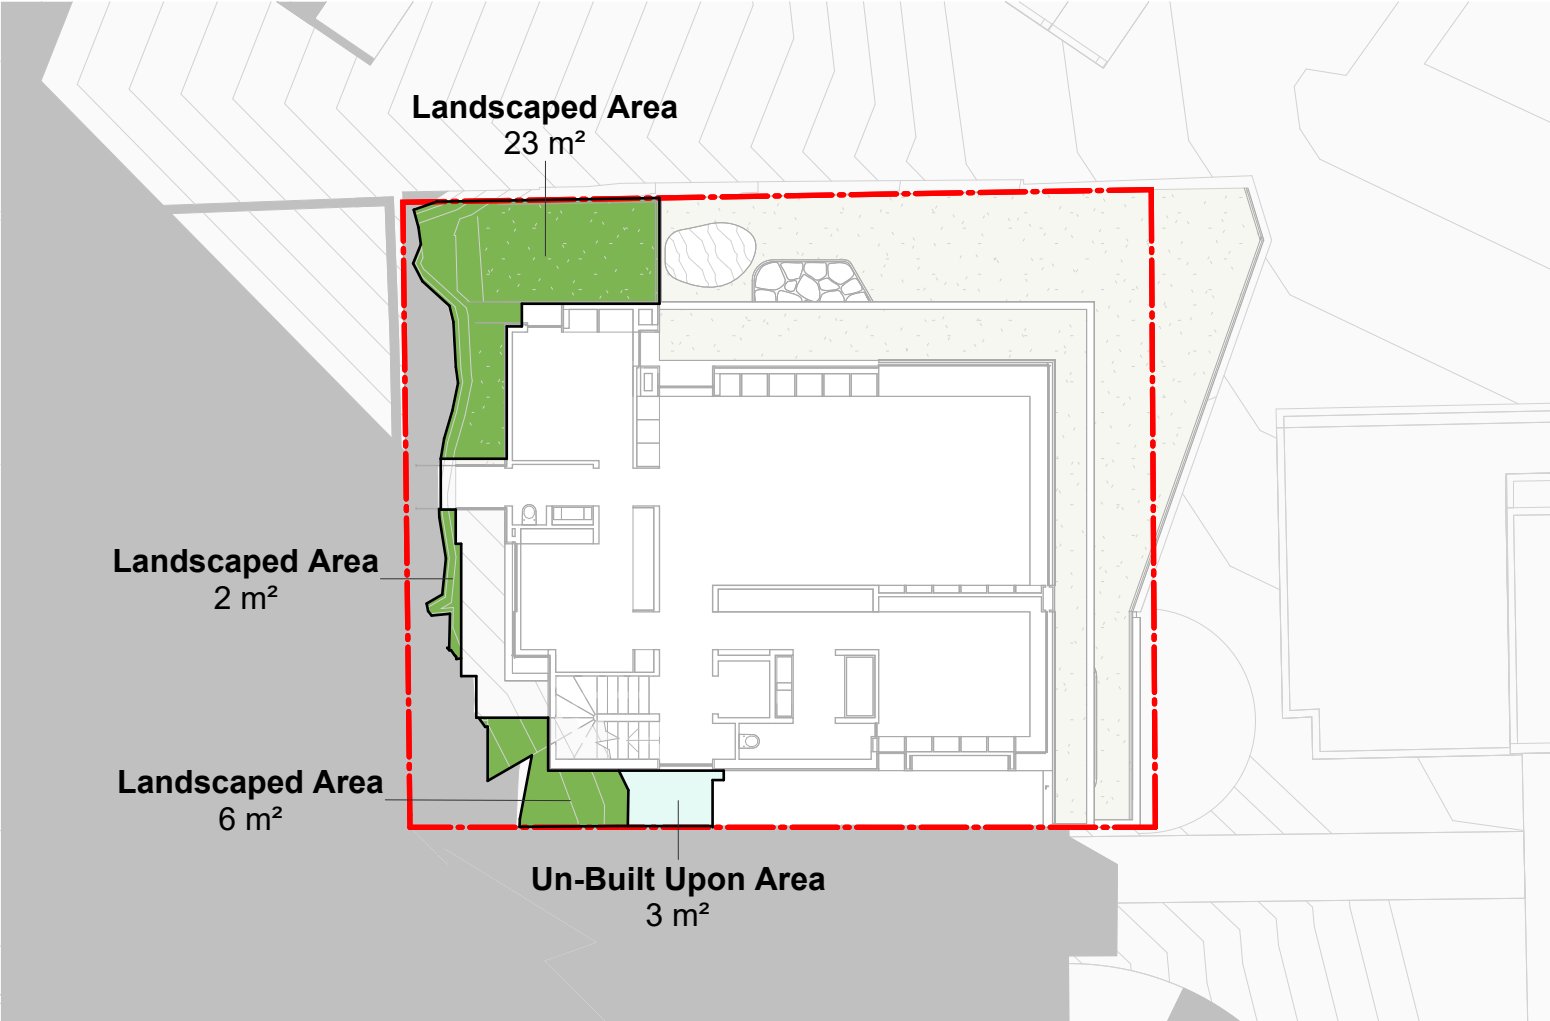 Landscaped Area
23 m²
Landscaped Area
2 m²
Landscaped Area
6 m²
Un-Built Upon Area
3 m²